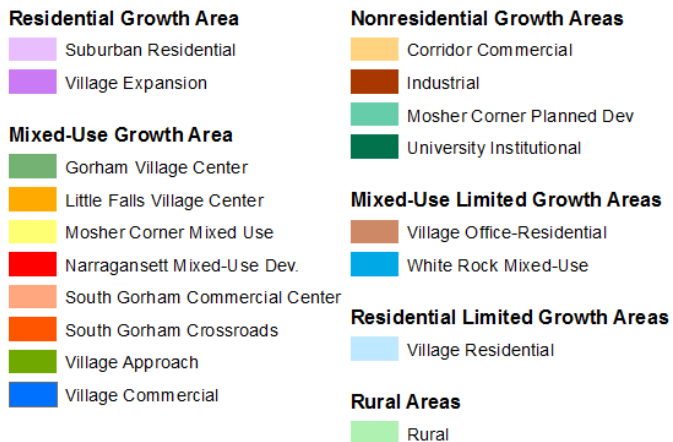 Residential Growth Area
Suburban Residential
Village Expansion
Mixed-Use Growth Area
Gorham Village Center
Little Falls Village Center
Mosher Corner Mixed Use
Narragansett Mixed-Use Dev.
South Gorham Commercial Center
South Gorham Crossroads
Village Approach
Village Commercial
Nonresidential Growth Areas
Corridor Commercial
Industrial
Mosher Corner Planned Dev
University Institutional
Mixed-Use Limited Growth Areas
Village Office-Residential
White Rock Mixed-Use
Residential Limited Growth Areas
Village Residential
Rural Areas
Rural